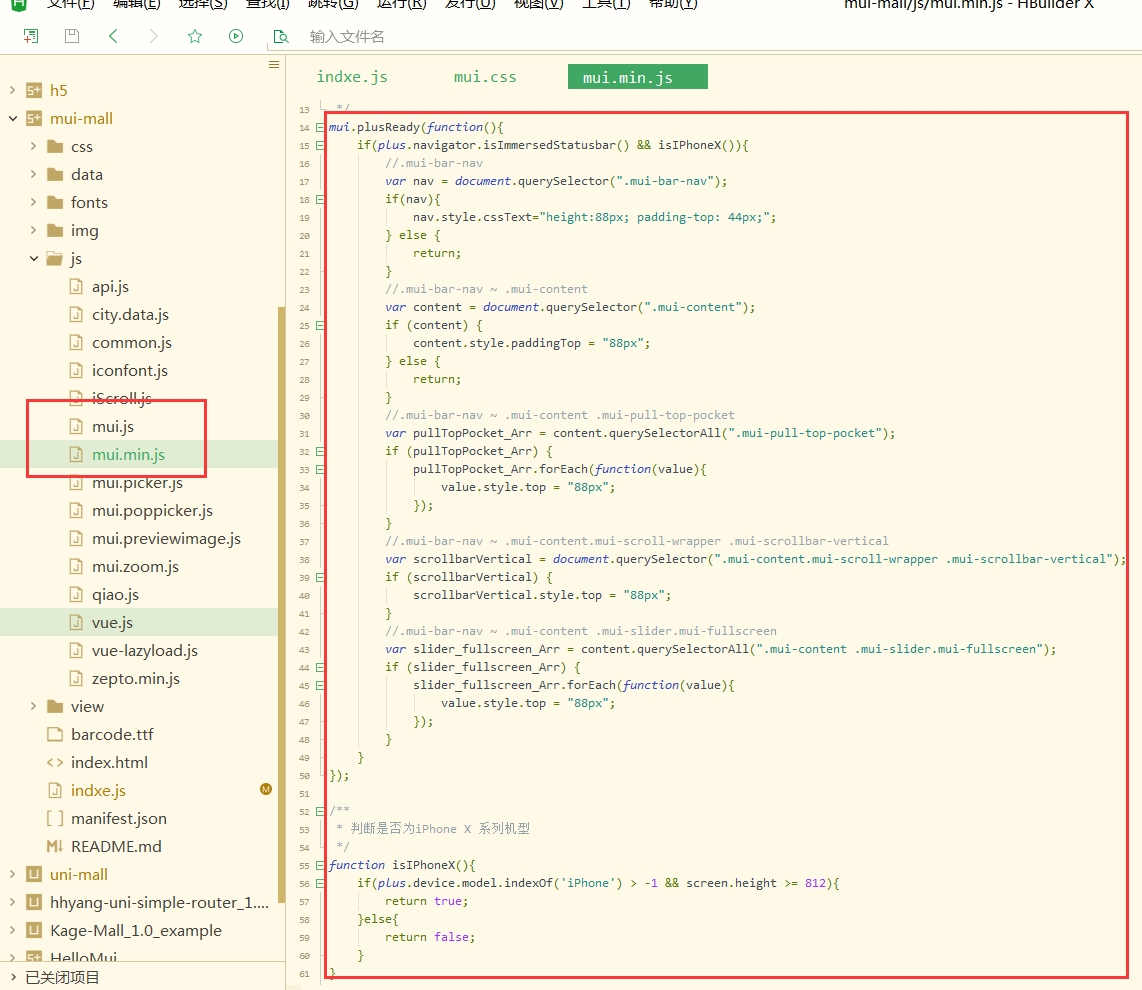 文件(F) 编辑(E) 选择(S) 查找(I) 跳转(G) 运行(R) 发行(U) 视图(V) 工具(T) 帮助(Y) mui-mall/js/mui.min.js - HBuilder X
输入文件名
h5
mui-mall
css
data
fonts
img
js
api.js
city.data.js
common.js
iconfont.js
iScroll.js
mui.js
mui.min.js
mui.picker.js
mui.poppicker.js
mui.previewimage.js
mui.zoom.js
qiao.js
vue.js
vue-lazyload.js
zepto.min.js
view
barcode.ttf
index.html
indxe.js M
manifest.json
README.md
uni-mall
hhyang-uni-simple-router_1....
Kage-Mall_1.0_example
HelloMui
已关闭项目
indxe.js mui.css mui.min.js
13 */
14 mui.plusReady(function(){
15 if(plus.navigator.isImmersedStatusbar() && isIPhoneX()){
16 //.mui-bar-nav
17 var nav = document.querySelector(".mui-bar-nav");
18 if(nav){
19 nav.style.cssText="height:88px; padding-top: 44px;";
20 } else {
21 return;
22 }
23 //.mui-bar-nav ~ .mui-content
24 var content = document.querySelector(".mui-content");
25 if (content) {
26 content.style.paddingTop = "88px";
27 } else {
28 return;
29 }
30 //.mui-bar-nav ~ .mui-content .mui-pull-top-pocket
31 var pullTopPocket_Arr = content.querySelectorAll(".mui-pull-top-pocket");
32 if (pullTopPocket_Arr) {
33 pullTopPocket_Arr.forEach(function(value){
34 value.style.top = "88px";
35 });
36 }
37 //.mui-bar-nav ~ .mui-content.mui-scroll-wrapper .mui-scrollbar-vertical
38 var scrollbarVertical = document.querySelector(".mui-content.mui-scroll-wrapper .mui-scrollbar-vertical");
39 if (scrollbarVertical) {
40 scrollbarVertical.style.top = "88px";
41 }
42 //.mui-bar-nav ~ .mui-content .mui-slider.mui-fullscreen
43 var slider_fullscreen_Arr = content.querySelectorAll(".mui-content .mui-slider.mui-fullscreen");
44 if (slider_fullscreen_Arr) {
45 slider_fullscreen_Arr.forEach(function(value){
46 value.style.top = "88px";
47 });
48 }
49 }
50 });
51
52 /**
53 * 判断是否为iPhone X 系列机型
54 */
55 function isIPhoneX(){
56 if(plus.device.model.indexOf('iPhone') > -1 && screen.height >= 812){
57 return true;
58 }else{
59 return false;
60 }
61 }